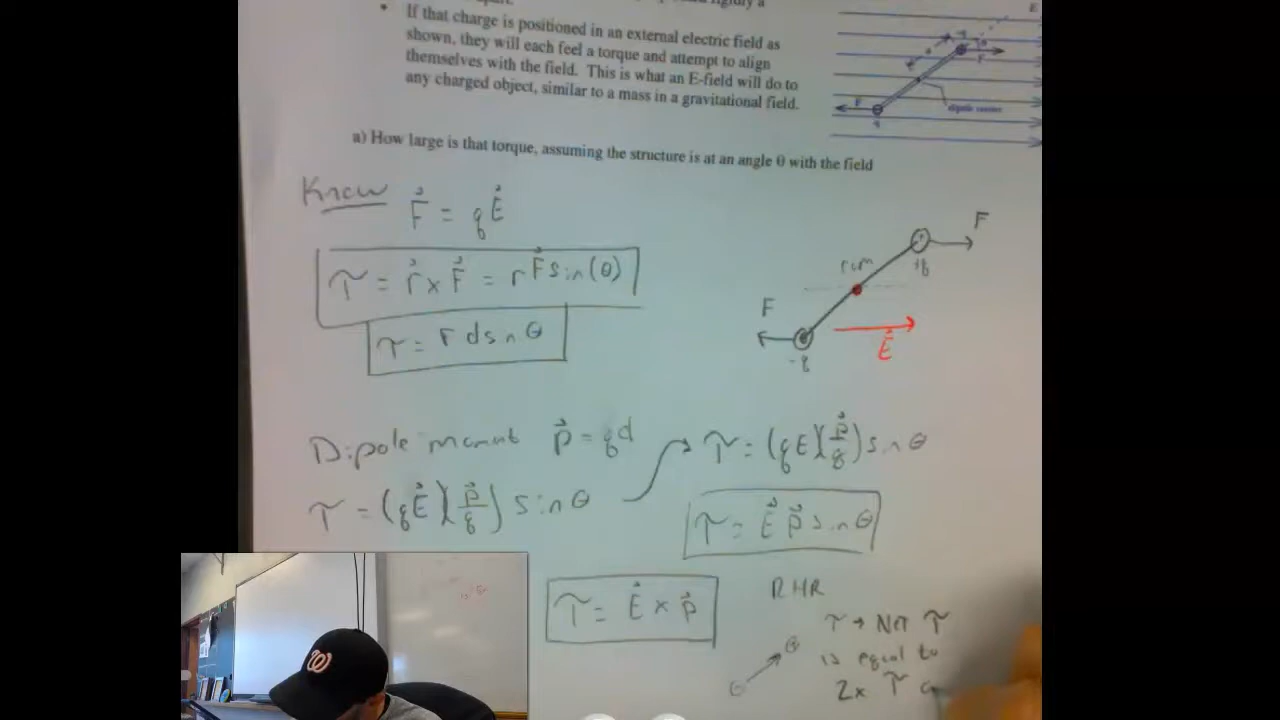 If that charge is positioned in an external electric field as
shown, they will each feel a torque and attempt to align
themselves with the field. This is what an E-field will do to
any charged object, similar to a mass in a gravitational field.
E
F
F
dipole center
a) How large is that torque, assuming the structure is at an angle θ with the field
Know F⃗ = qE⃗
τ = r⃗ × F⃗ = r F⃗ sin(θ)
τ = F d sin θ
F
+q
F
-q
E⃗
Dipole moment p⃗ = qd
τ = (qE⃗)(p⃗/q) sin θ
τ = (qE)(p⃗/q) sin θ
τ = E⃗ p⃗ sin θ
τ = E⃗ × p⃗
RHR
τ → Net τ
is equal to
2x τ
W